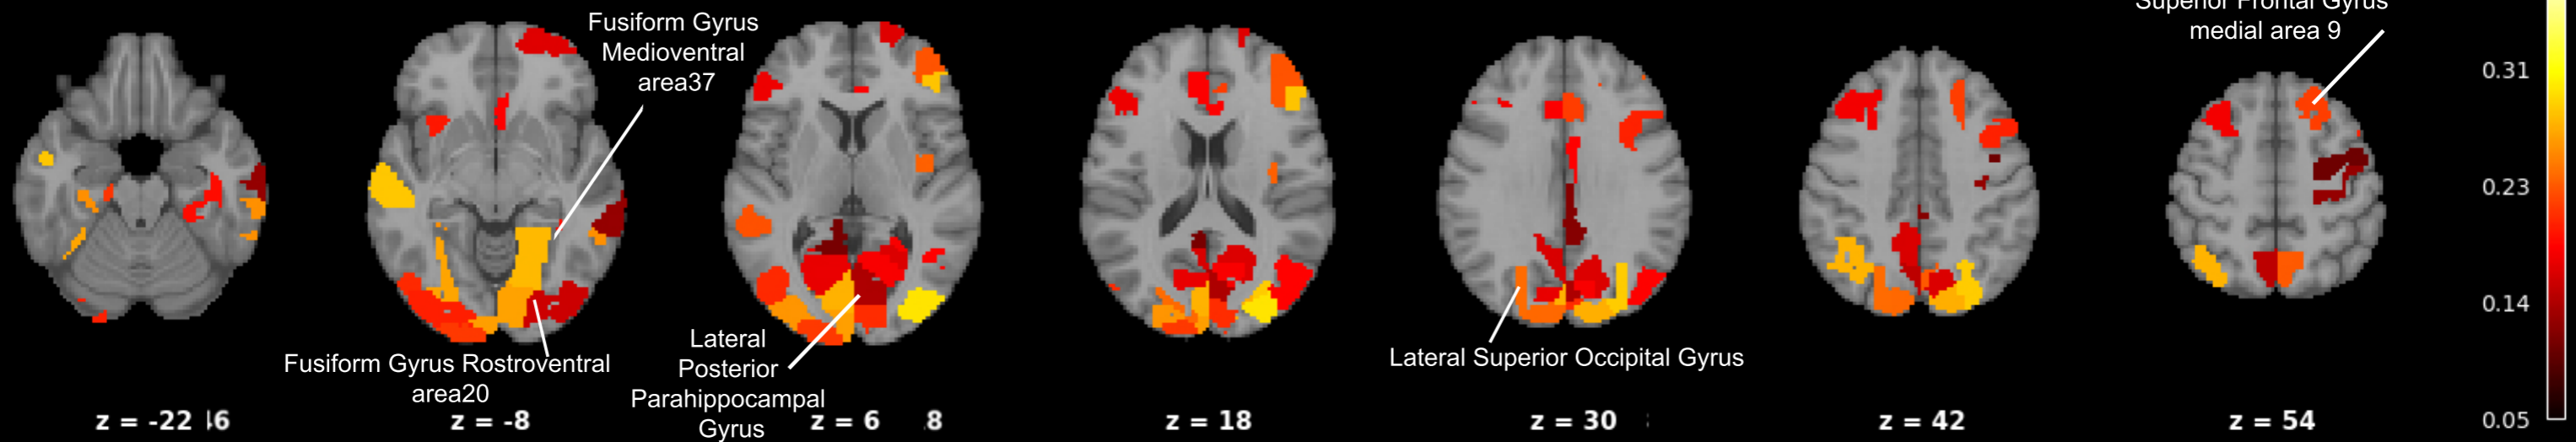 Superior Frontal Gyrus
medial area 9
Fusiform Gyrus
Medioventral
area37
0.31
0.23
0.14
0.05
Fusiform Gyrus Rostroventral
area20
Lateral
Posterior
Parahippocampal
Gyrus
Lateral Superior Occipital Gyrus
z = -22
z = -8
z = 6
8
z = 18
z = 30
z = 42
z = 54